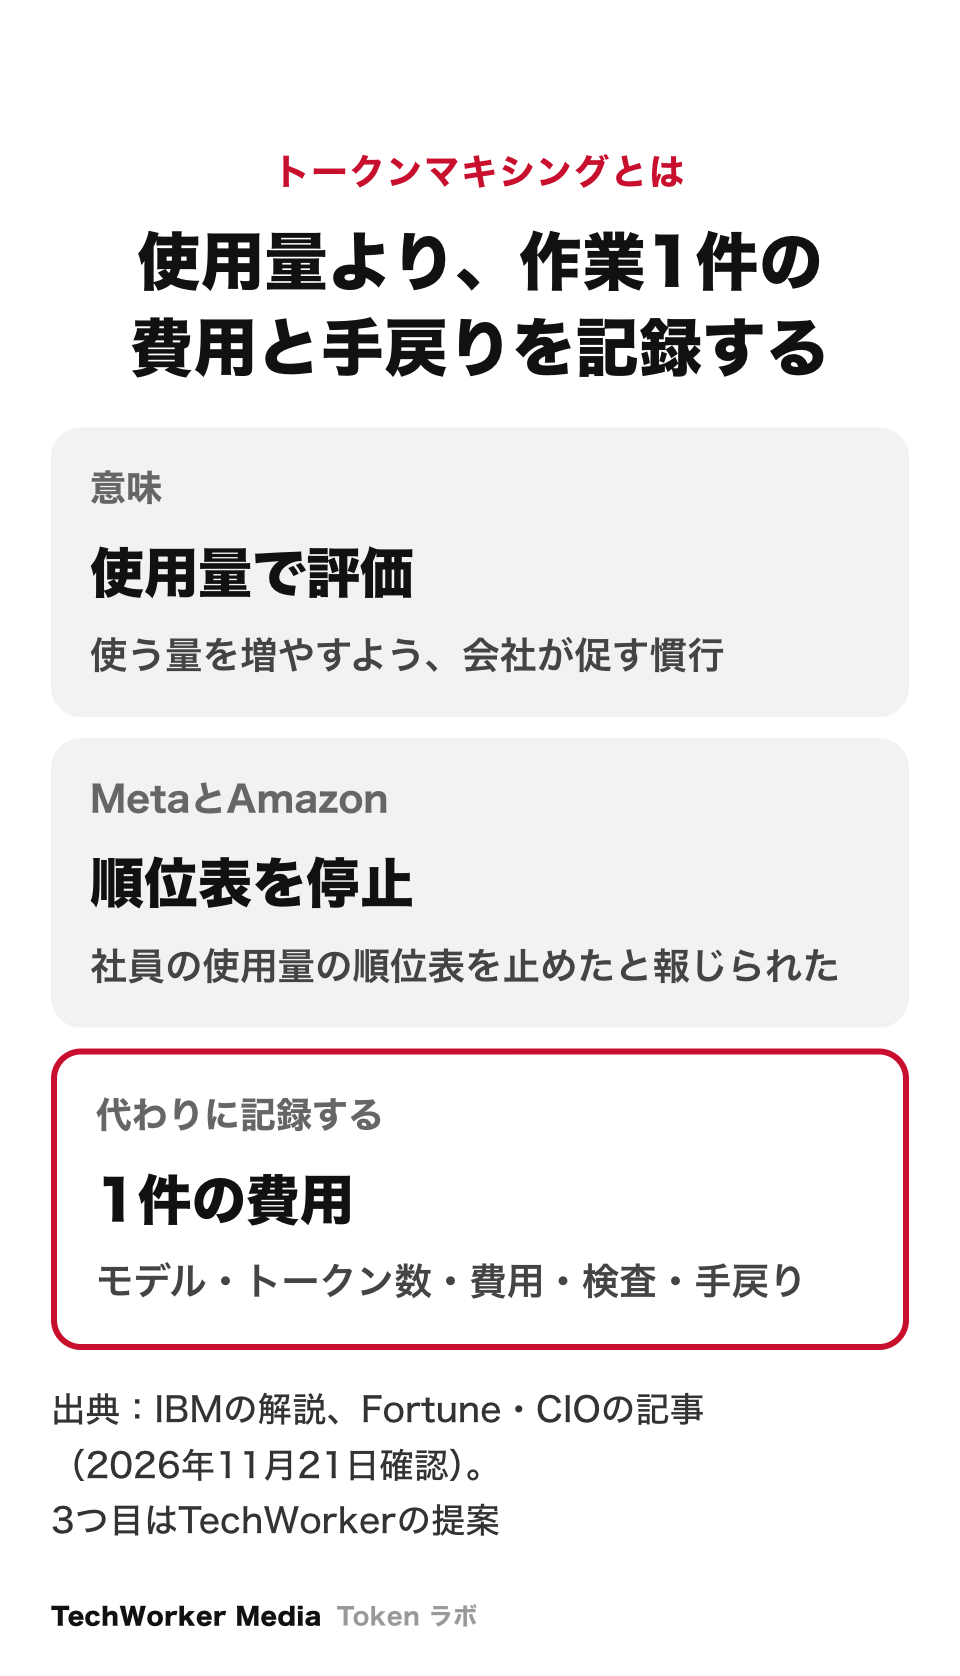 トークンマキシングとは
使用量より、作業1件の
費用と手戻りを記録する
意味
使用量で評価
使う量を増やすよう、会社が促す慣行
MetaとAmazon
順位表を停止
社員の使用量の順位表を止めたと報じられた
代わりに記録する
1件の費用
モデル・トークン数・費用・検査・手戻り
出典：IBMの解説、Fortune・CIOの記事
（2026年11月21日確認）。
3つ目はTechWorkerの提案
TechWorker Media Token ラボ